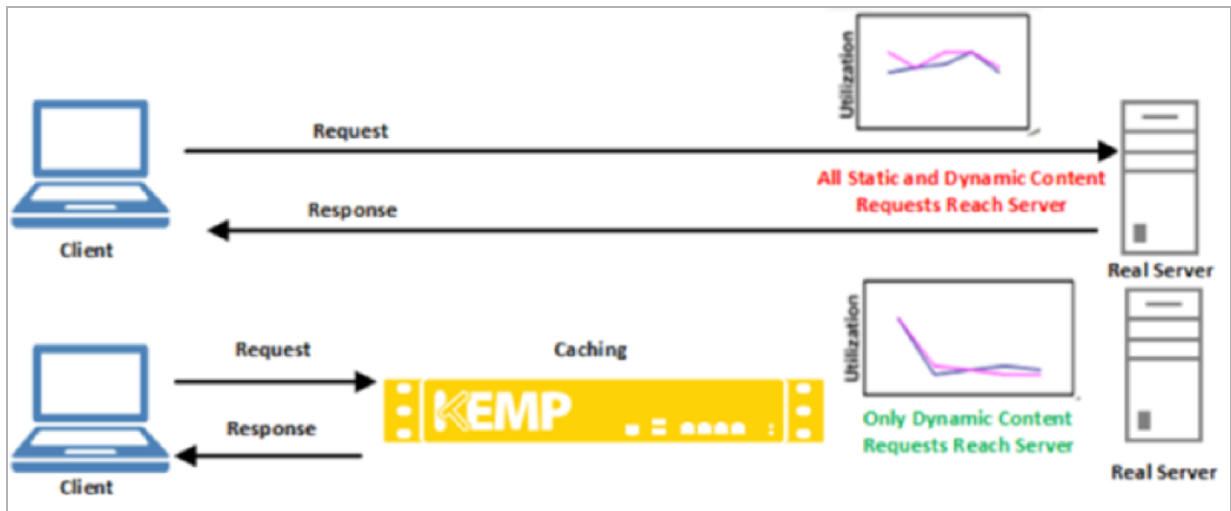 Utilization
Request
All Static and Dynamic Content
Requests Reach Server
Response
Client
Real Server
Request
Caching
Utilization
KEMP
Response
Only Dynamic Content
Requests Reach Server
Client
Real Server